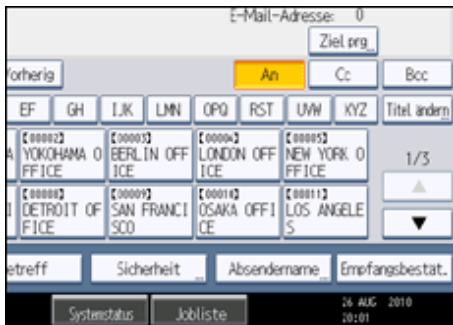 E-Mail-Adresse: 0
Ziel prg.
Vorherig An Cc Bcc
EF GH IJK LMN OPQ RST UVW XYZ Titel ändern
[00002] [00003] [00004] [00005]
YOKOHAMA O BERLIN OFF LONDON OFF NEW YORK O 1/3
FFICE ICE ICE FFICE
[00008] [00009] [00010] [00011]
DETROIT OF SAN FRANCI OSAKA OFFI LOS ANGELE
FICE SCO CE S
etreff Sicherheit Absendername Empfangsbestät.
Systemstatus Jobliste 26 AUG 2010
20:01